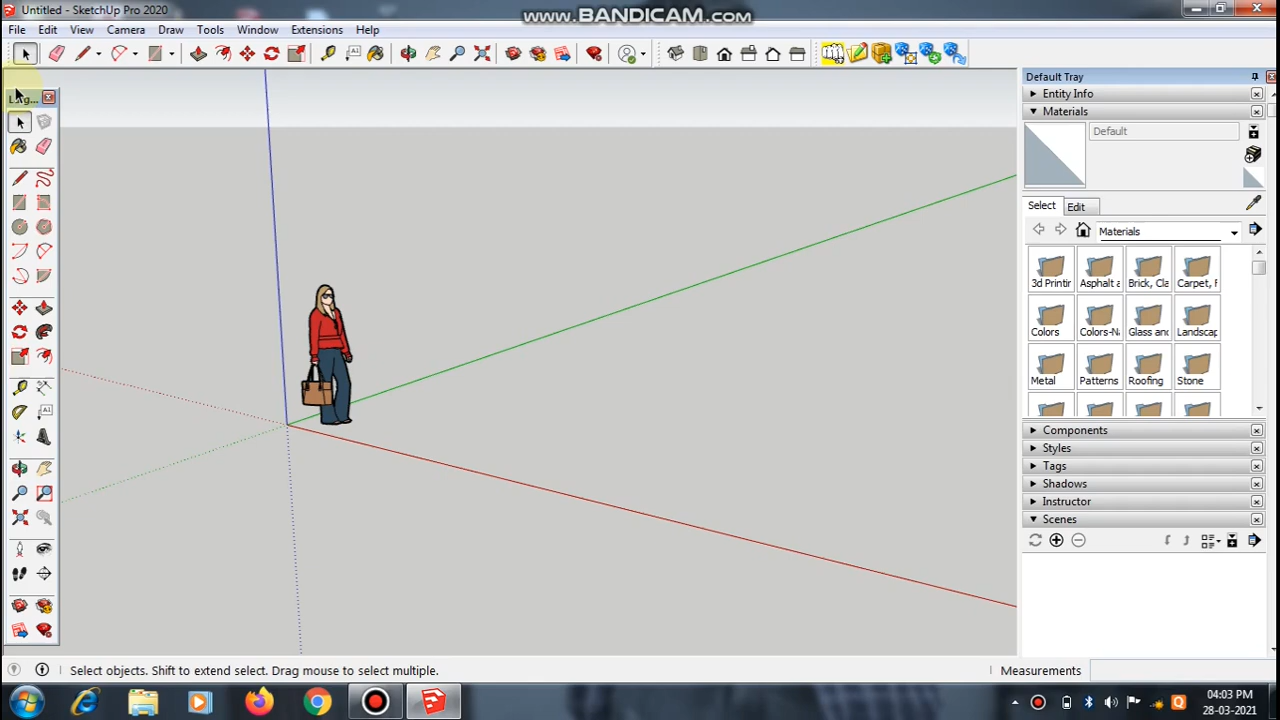 Untitled - SketchUp Pro 2020
www.BANDICAM.com
File Edit View Camera Draw Tools Window Extensions Help
Default Tray
Entity Info
Materials
Default
Select Edit
Materials
3d Printin Asphalt a Brick, Cla Carpet, F
Colors Colors-Na Glass and Landscap
Metal Patterns Roofing Stone
Components
Styles
Tags
Shadows
Instructor
Scenes
Select objects. Shift to extend select. Drag mouse to select multiple.
Measurements
04:03 PM
28-03-2021